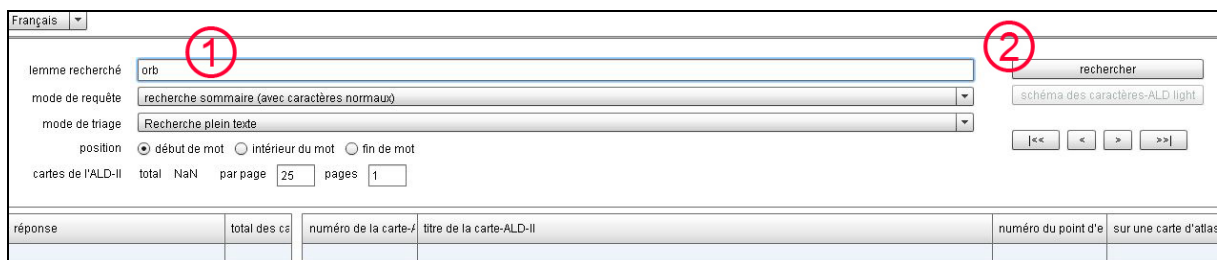 Français
1 2
lemme recherché orb rechercher
mode de requête recherche sommaire (avec caractères normaux) schéma des caractères-ALD light
mode de triage Recherche plein texte
position début de mot intérieur du mot fin de mot |<< < > >>|
cartes de l'ALD-II total NaN par page 25 pages 1
réponse total des ca numéro de la carte-A titre de la carte-ALD-II numéro du point d'e sur une carte d'atlas